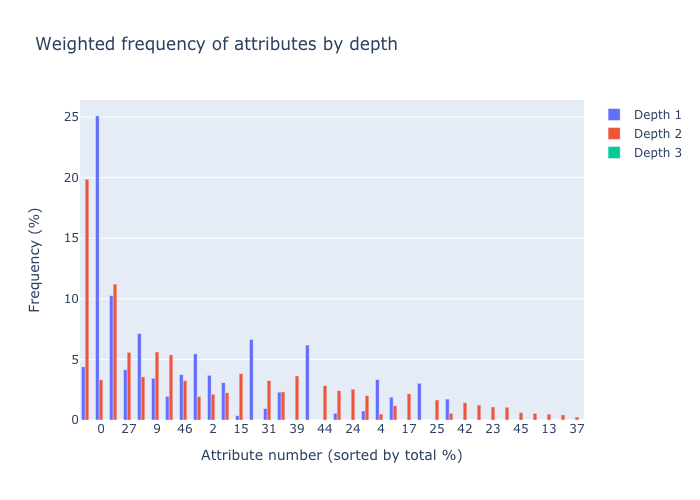 Weighted frequency of attributes by depth
Depth 1
Depth 2
Depth 3
25
20
15
10
5
0
Frequency (%)
0 27 9 46 2 15 31 39 44 24 4 17 25 42 23 45 13 37
Attribute number (sorted by total %)